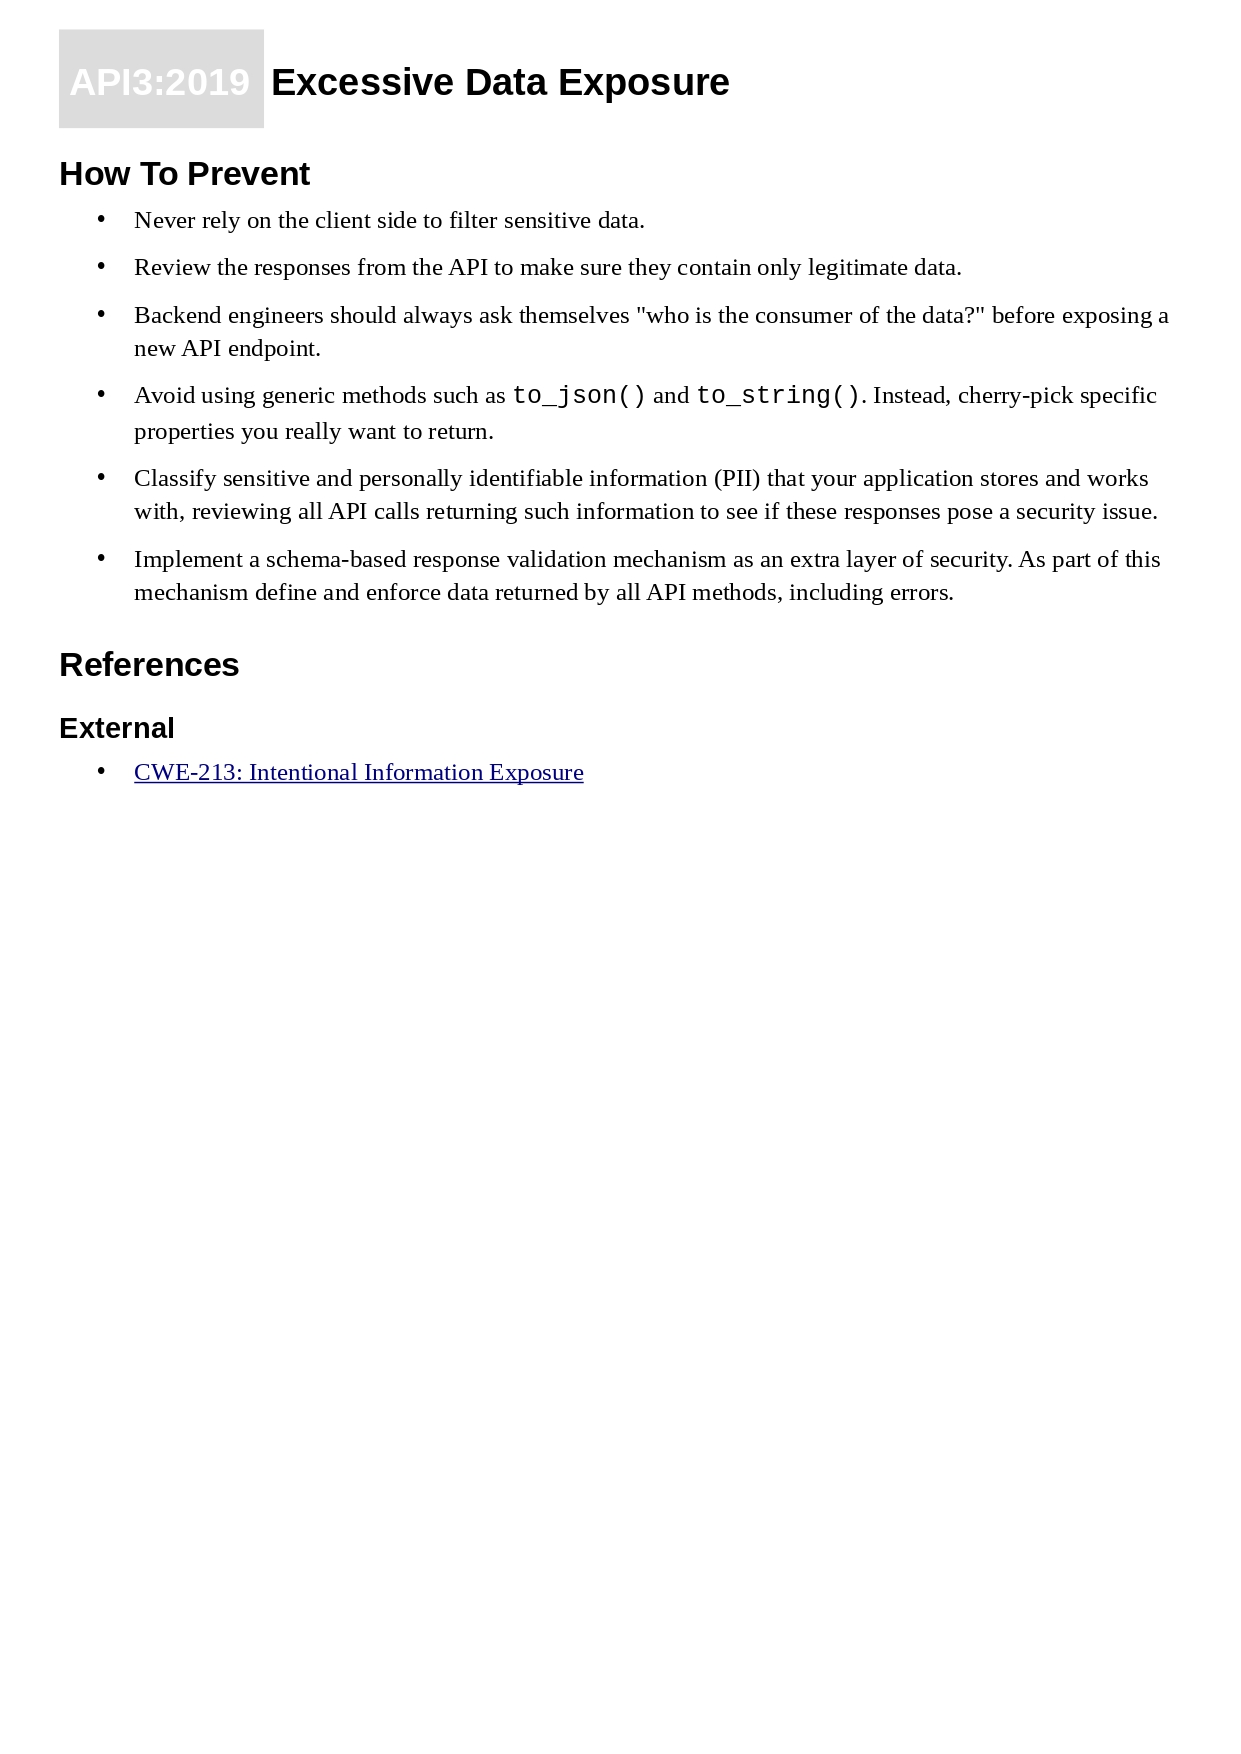 API3:2019 Excessive Data Exposure
How To Prevent
• Never rely on the client side to filter sensitive data.
• Review the responses from the API to make sure they contain only legitimate data.
• Backend engineers should always ask themselves "who is the consumer of the data?" before exposing a
new API endpoint.
• Avoid using generic methods such as to_json() and to_string(). Instead, cherry-pick specific
properties you really want to return.
• Classify sensitive and personally identifiable information (PII) that your application stores and works
with, reviewing all API calls returning such information to see if these responses pose a security issue.
• Implement a schema-based response validation mechanism as an extra layer of security. As part of this
mechanism define and enforce data returned by all API methods, including errors.
References
External
• CWE-213: Intentional Information Exposure